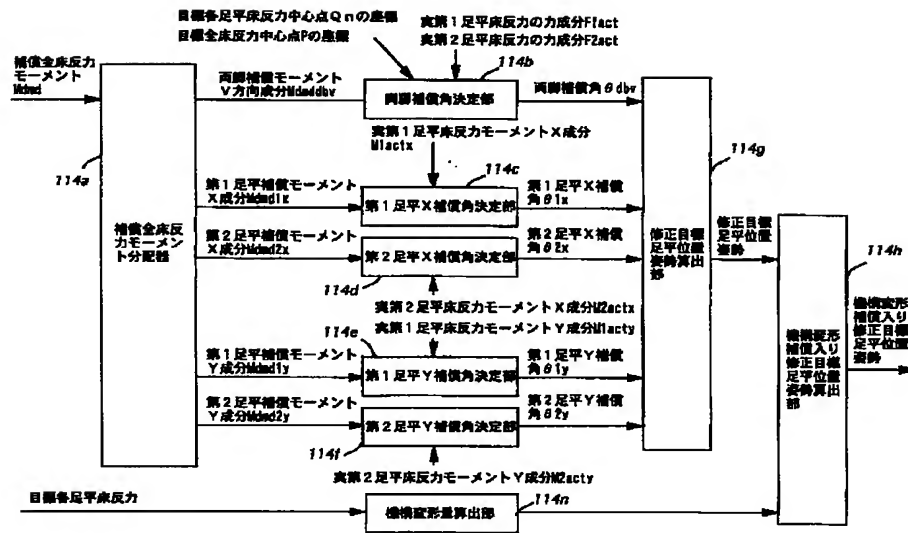 目標各足平床反力中心点Qnの座標
目標全床反力中心点Pの座標
実第1足平床反力の力成分F1act
実第2足平床反力の力成分F2act
114b
補償全床反力
モーメント
Mdmd
114a
補償全床反
力モーメン
ト分配器
両脚補償モーメント
V方向成分Mdmddbv
両脚補償角決定部
両脚補償角θdbv
実第1足平床反力モーメントX成分
M1actx
114c
114g
第1足平補償モーメント
X成分Mdmd1x
第1足平X補償角決定部
第1足平X補償
角θ1x
第2足平補償モーメント
X成分Mdmd2x
第2足平X補償角決定部
第2足平X補償
角θ2x
114d
修正目標
足平位置
姿勢算出
部
修正目標
足平位置
姿勢
114h
実第2足平床反力モーメントX成分M2actx
実第1足平床反力モーメントY成分M1acty
114e
第1足平補償モーメント
Y成分Mdmd1y
第1足平Y補償角決定部
第1足平Y補償
角θ1y
第2足平補償モーメント
Y成分Mdmd2y
第2足平Y補償角決定部
第2足平Y補償
角θ2y
114f
機構変形
補償入り
修正目標
足平位置
姿勢算出
部
機構変形
補償入り
修正目標
足平位置
姿勢
実第2足平床反力モーメントY成分M2acty
目標各足平床反力
機構変形量算出部
114n